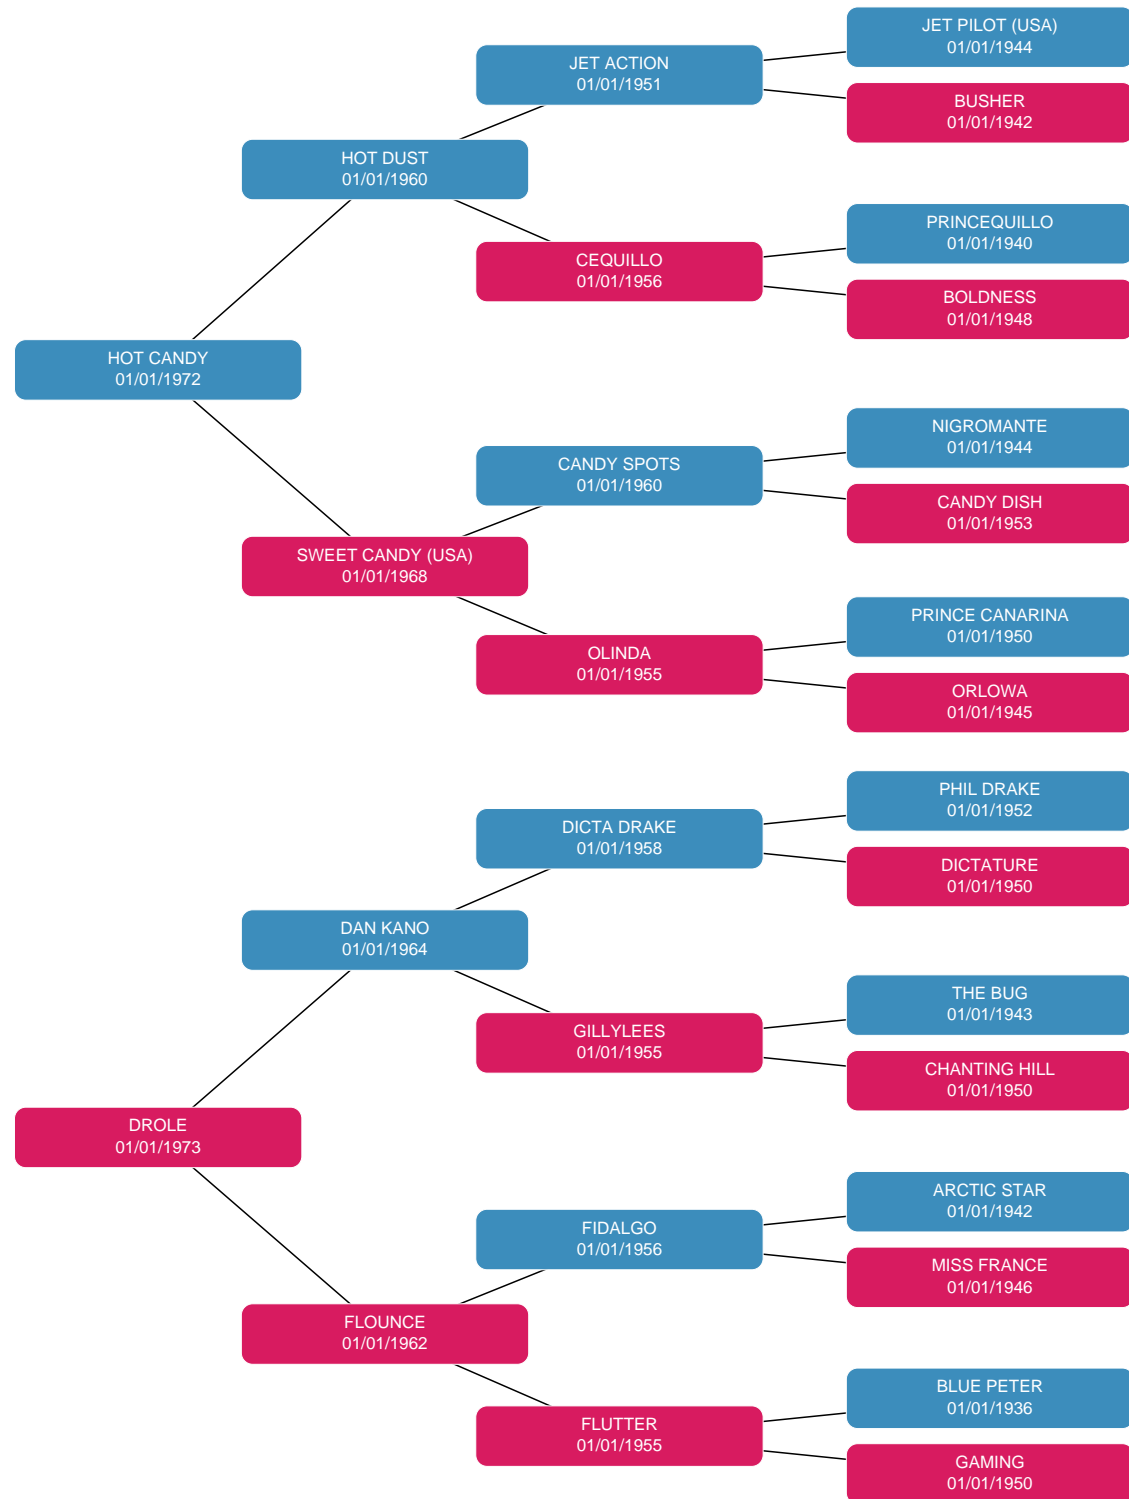 JET PILOT (USA)
01/01/1944
JET ACTION
01/01/1951
BUSHER
01/01/1942
HOT DUST
01/01/1960
PRINCEQUILLO
01/01/1940
CEQUILLO
01/01/1956
BOLDNESS
01/01/1948
HOT CANDY
01/01/1972
NIGROMANTE
01/01/1944
CANDY SPOTS
01/01/1960
CANDY DISH
01/01/1953
SWEET CANDY (USA)
01/01/1968
PRINCE CANARINA
01/01/1950
OLINDA
01/01/1955
ORLOWA
01/01/1945
PHIL DRAKE
01/01/1952
DICTA DRAKE
01/01/1958
DICTATURE
01/01/1950
DAN KANO
01/01/1964
THE BUG
01/01/1943
GILLYLEES
01/01/1955
CHANTING HILL
01/01/1950
DROLE
01/01/1973
ARCTIC STAR
01/01/1942
FIDALGO
01/01/1956
MISS FRANCE
01/01/1946
FLOUNCE
01/01/1962
BLUE PETER
01/01/1936
FLUTTER
01/01/1955
GAMING
01/01/1950